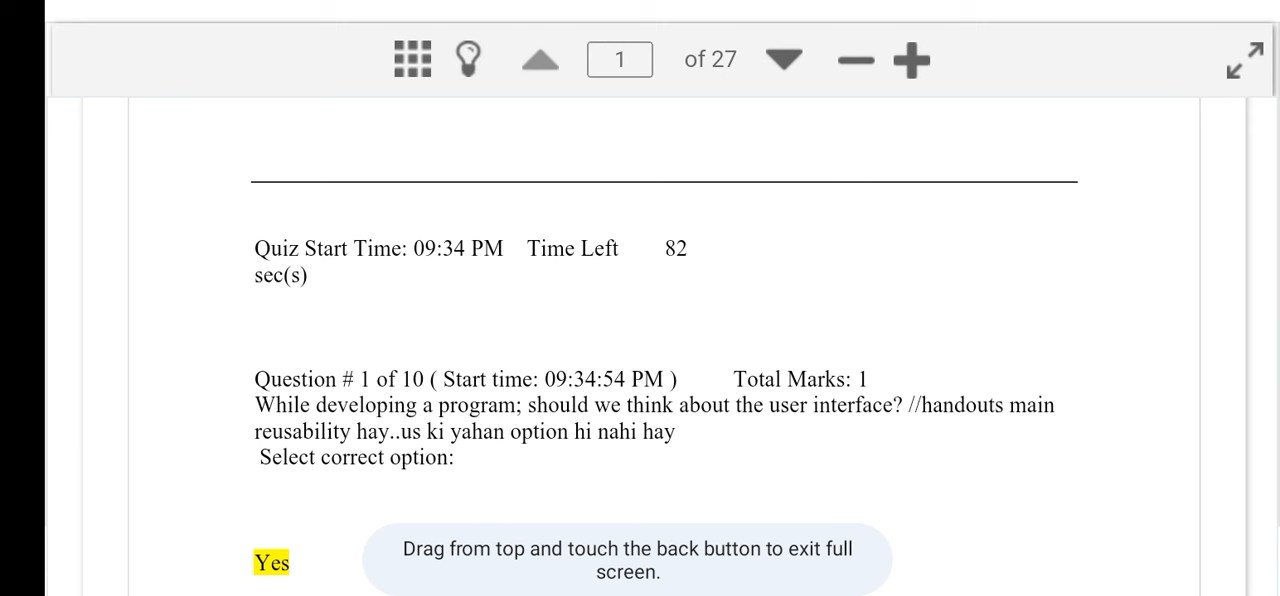 1 of 27
Quiz Start Time: 09:34 PM Time Left 82
sec(s)
Question # 1 of 10 ( Start time: 09:34:54 PM ) Total Marks: 1
While developing a program; should we think about the user interface? //handouts main
reusability hay..us ki yahan option hi nahi hay
Select correct option:
Yes
Drag from top and touch the back button to exit full
screen.